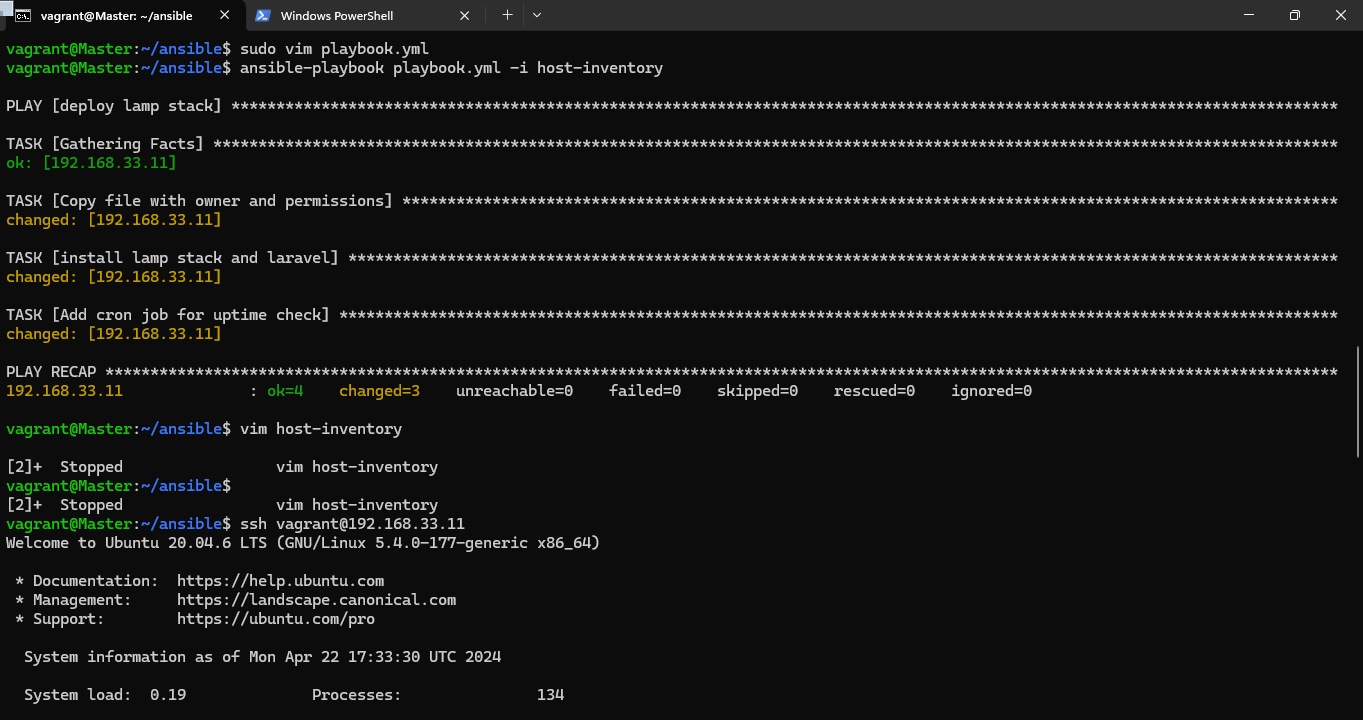 vagrant@Master: ~/ansible
Windows PowerShell
vagrant@Master:~/ansible$ sudo vim playbook.yml
vagrant@Master:~/ansible$ ansible-playbook playbook.yml -i host-inventory
PLAY [deploy lamp stack] ***************************************************************************************************************************
TASK [Gathering Facts] *****************************************************************************************************************************
ok: [192.168.33.11]
TASK [Copy file with owner and permissions] ********************************************************************************************************
changed: [192.168.33.11]
TASK [install lamp stack and laravel] **************************************************************************************************************
changed: [192.168.33.11]
TASK [Add cron job for uptime check] ***************************************************************************************************************
changed: [192.168.33.11]
PLAY RECAP *****************************************************************************************************************************************
192.168.33.11              : ok=4    changed=3    unreachable=0    failed=0    skipped=0    rescued=0    ignored=0
vagrant@Master:~/ansible$ vim host-inventory
[2]+  Stopped                 vim host-inventory
vagrant@Master:~/ansible$
[2]+  Stopped                 vim host-inventory
vagrant@Master:~/ansible$ ssh vagrant@192.168.33.11
Welcome to Ubuntu 20.04.6 LTS (GNU/Linux 5.4.0-177-generic x86_64)
* Documentation:  https://help.ubuntu.com
* Management:     https://landscape.canonical.com
* Support:        https://ubuntu.com/pro
System information as of Mon Apr 22 17:33:30 UTC 2024
System load:  0.19              Processes:               134